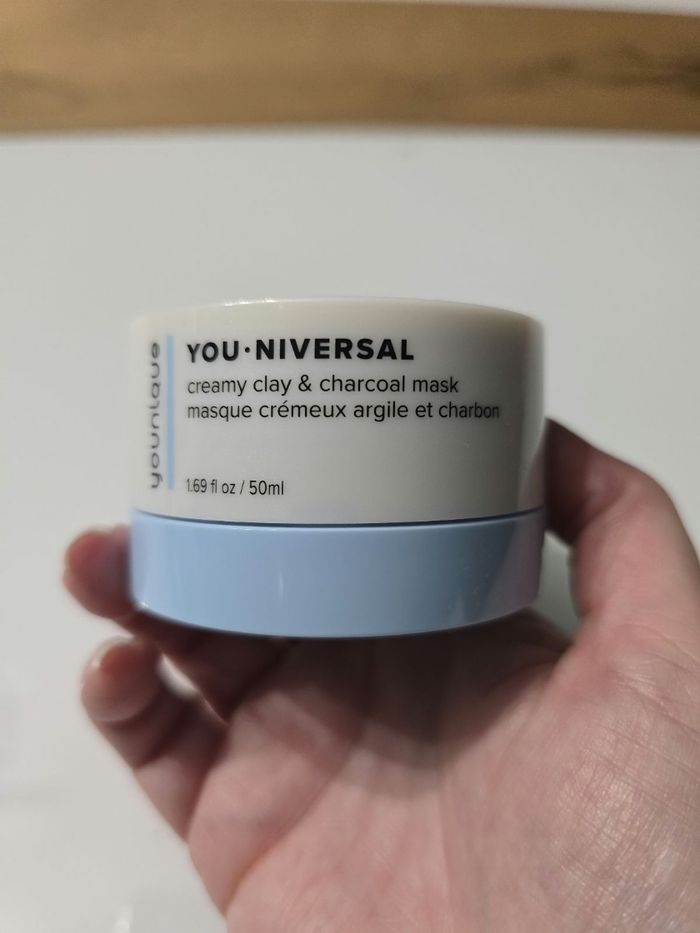 younique
YOU·NIVERSAL
creamy clay & charcoal mask
masque crémeux argile et charbon
1.69 fl oz / 50ml